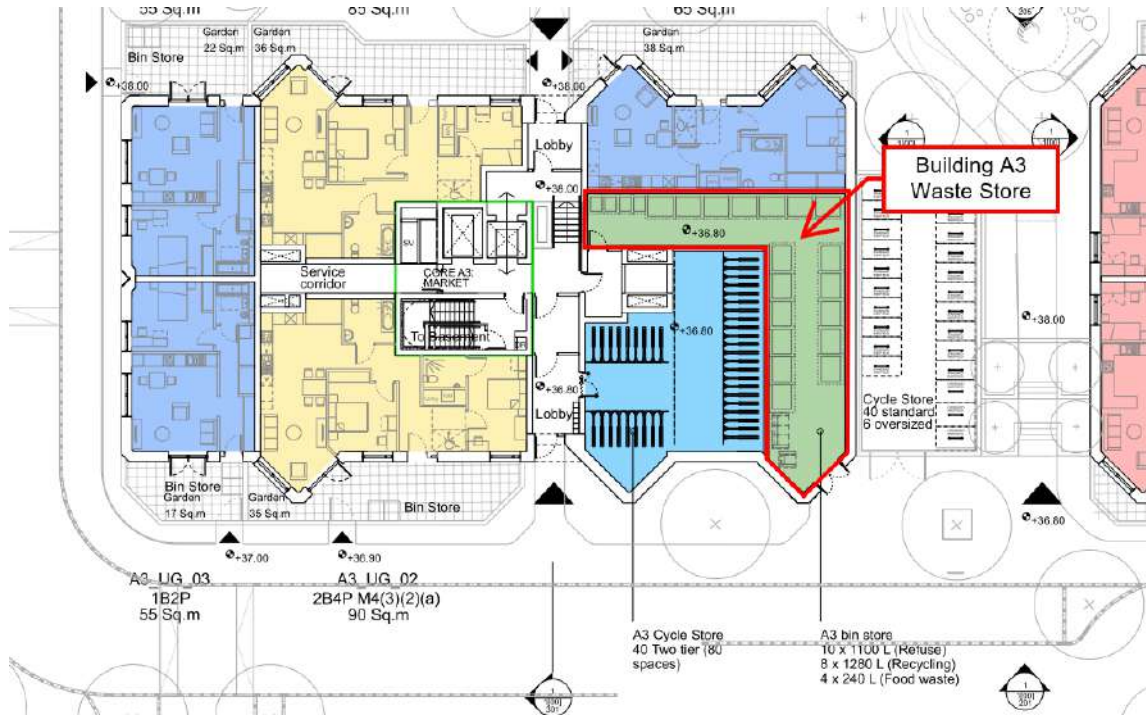 55 Sq.m
85 Sq.m
65 Sq.m
Garden
22 Sq.m
Garden
36 Sq.m
Garden
38 Sq.m
Bin Store
+38.00
+38.00
Lobby
+38.00
Building A3
Waste Store
+36.80
Service
corridor
CORE A3:
MARKET
To Basement
+36.80
+38.00
+36.80
Lobby
Cycle Store
40 standard
6 oversized
Bin Store
Garden
17 Sq.m
Garden
35 Sq.m
Bin Store
+36.80
+37.00
+36.90
A3_UG_03
1B2P
55 Sq.m
A3_UG_02
2B4P M4(3)(2)(a)
90 Sq.m
A3 Cycle Store
40 Two tier (80
spaces)
A3 bin store
10 x 1100 L (Refuse)
8 x 1280 L (Recycling)
4 x 240 L (Food waste)